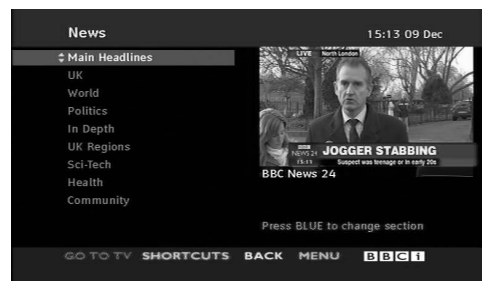 News
15:13 09 Dec
Main Headlines
UK
World
Politics
In Depth
UK Regions
Sci-Tech
Health
Community
LIVE North London
BBC
NEWS 24
15:13
JOGGER STABBING
Suspect was teenage or in early 20s
BBC News 24
Press BLUE to change section
GO TO TV SHORTCUTS BACK MENU BBCi